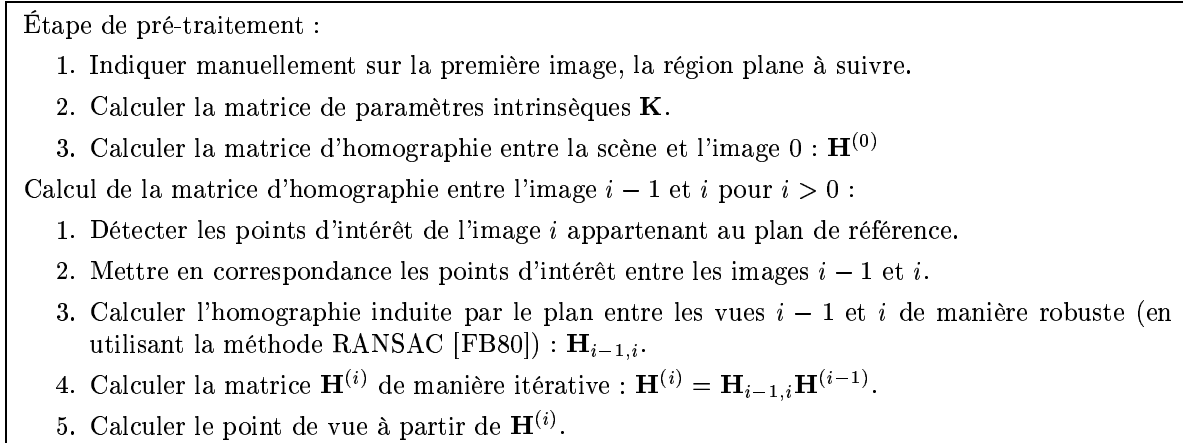 Étape de pré-traitement :
1. Indiquer manuellement sur la première image, la région plane à suivre.
2. Calculer la matrice de paramètres intrinsèques K.
3. Calculer la matrice d'homographie entre la scène et l'image 0 : H^(0)
Calcul de la matrice d'homographie entre l'image i − 1 et i pour i > 0 :
1. Détecter les points d'intérêt de l'image i appartenant au plan de référence.
2. Mettre en correspondance les points d'intérêt entre les images i − 1 et i.
3. Calculer l'homographie induite par le plan entre les vues i − 1 et i de manière robuste (en
utilisant la méthode RANSAC [FB80]) : H_{i−1,i}.
4. Calculer la matrice H^(i) de manière itérative : H^(i) = H_{i−1,i}H^(i−1).
5. Calculer le point de vue à partir de H^(i).